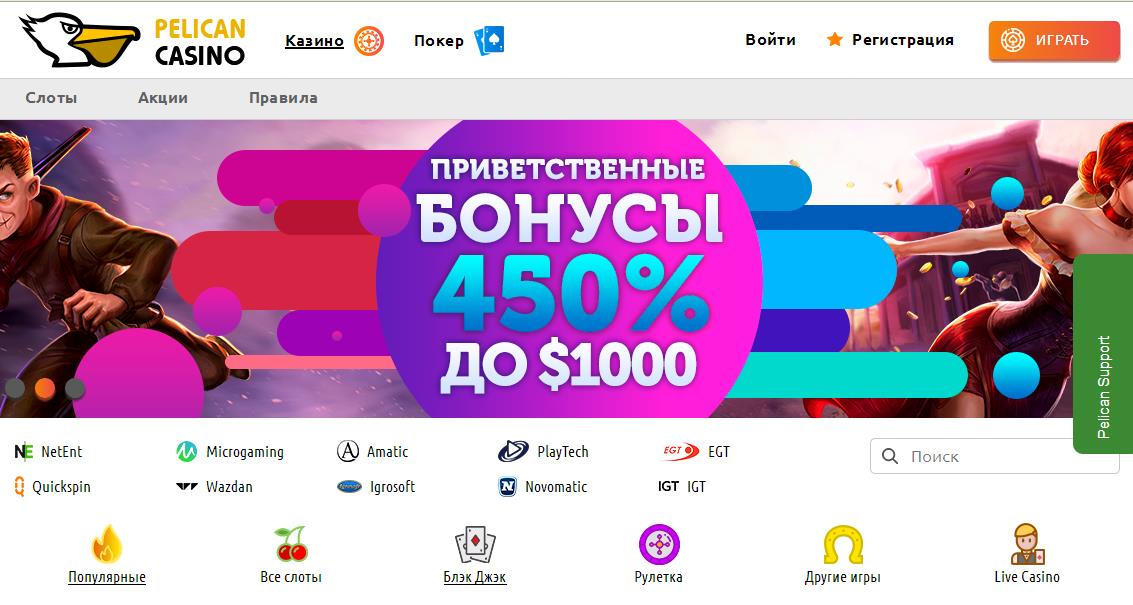 PELICAN
CASINO
Казино
Покер
Войти
Регистрация
ИГРАТЬ
Слоты
Акции
Правила
ПРИВЕТСТВЕННЫЕ
БОНУСЫ
450%
ДО $1000
Pelican Support
NE NetEnt
Microgaming
Amatic
PlayTech
EGT EGT
Поиск
Quickspin
Wazdan
Igrosoft
N Novomatic
IGT IGT
Популярные
Все слоты
Блэк Джэк
Рулетка
Другие игры
Live Casino